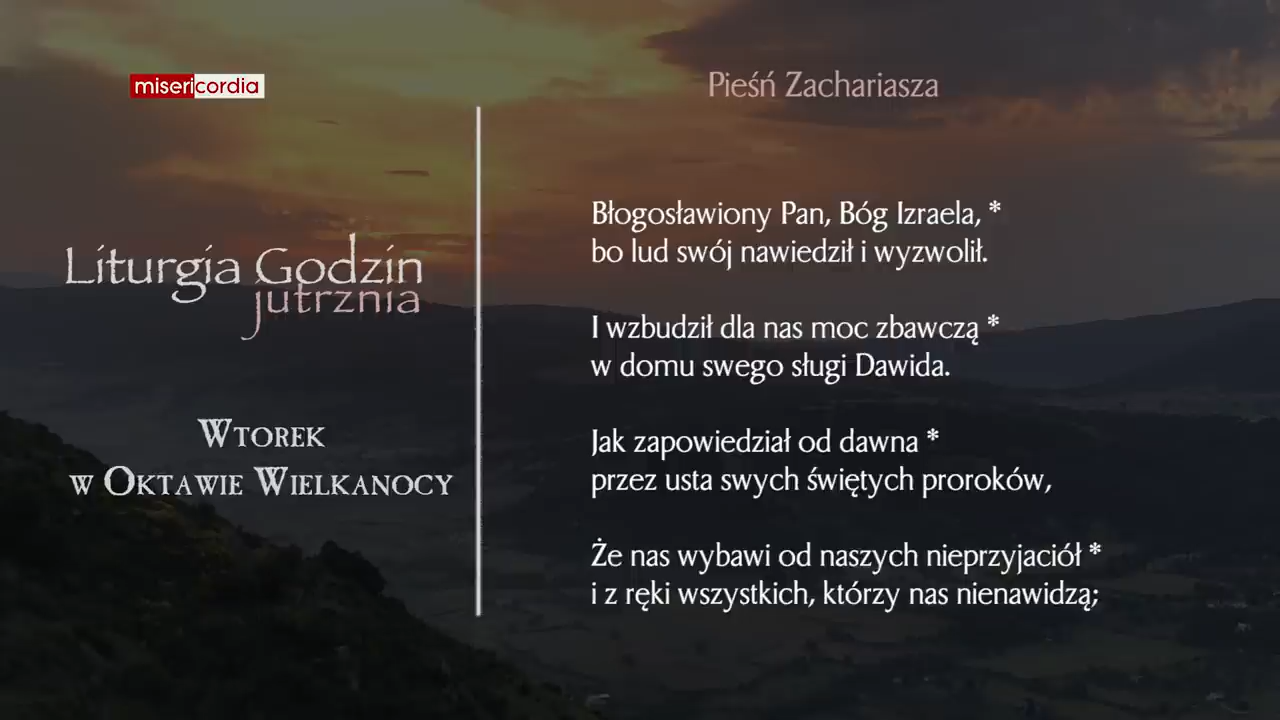 misericordia
Liturgia Godzin
jutrznia
Wtorek
w Oktawie Wielkanocy
Pieśń Zachariasza
Błogosławiony Pan, Bóg Izraela, *
bo lud swój nawiedził i wyzwolił.
I wzbudził dla nas moc zbawczą *
w domu swego sługi Dawida.
Jak zapowiedział od dawna *
przez usta swych świętych proroków,
Że nas wybawi od naszych nieprzyjaciół *
i z ręki wszystkich, którzy nas nienawidzą;